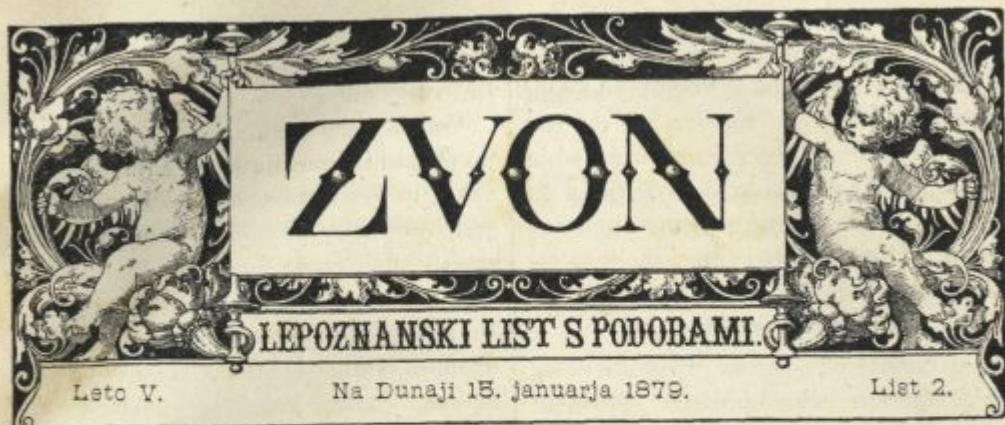 ZVON
LEPOZNANSKI LIST S PODOBAMI.
Leto V. Na Dunaji 15. januarja 1879. List 2.